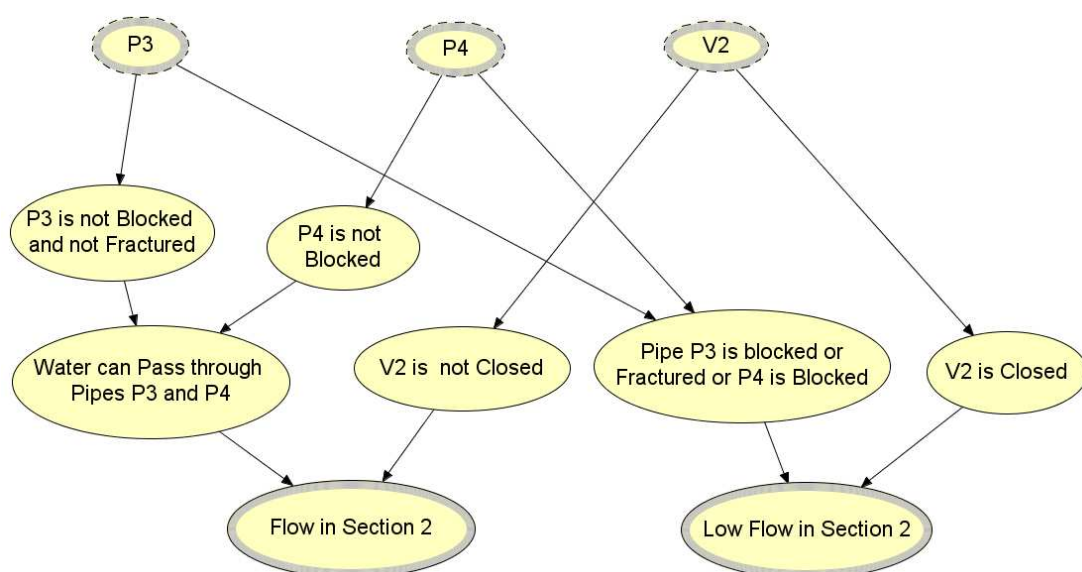 P3
P4
V2
P3 is not Blocked
and not Fractured
P4 is not
Blocked
Water can Pass through
Pipes P3 and P4
V2 is not Closed
Pipe P3 is blocked or
Fractured or P4 is Blocked
V2 is Closed
Flow in Section 2
Low Flow in Section 2